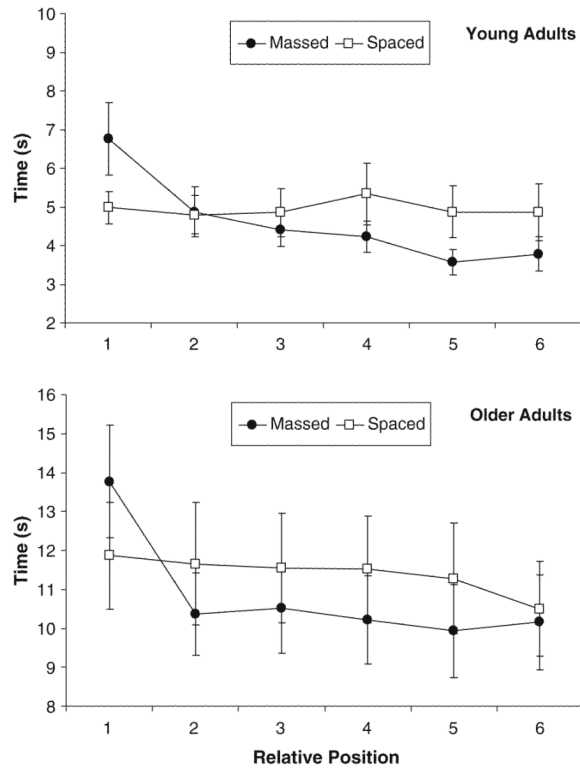 Young Adults
Massed Spaced
Time (s)
10
9
8
7
6
5
4
3
2
1 2 3 4 5 6
Older Adults
Massed Spaced
Time (s)
16
15
14
13
12
11
10
9
8
1 2 3 4 5 6
Relative Position